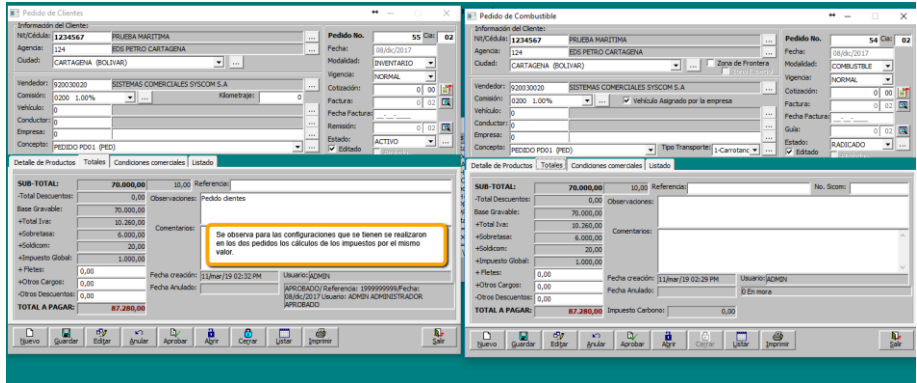 Pedido de Clientes
Información del Cliente:
Nit/Cédula: 1234567 PRUEBA MARITIMA ... Pedido No. 55 Cia: 02
Agencia: 124 EDS PETRO CARTAGENA ... Fecha: 08/dic/2017
Ciudad: CARTAGENA (BOLIVAR) ... Modalidad: INVENTARIO
Vigencia: NORMAL
Vendedor: 920030020 SISTEMAS COMERCIALES SYSCOM S.A ... Cotización: 0 00
Comisión: 0200 1.00% ... Kilometraje: 0 Factura: 0 02
Vehículo: 0 ... Fecha Factura: __-__-____
Conductor: 0 ... Remisión: 0 02
Empresa: 0 ... Estado: ACTIVO ...
Concepto: PEDIDO PD01 (PED) ... Editado
Detalle de Productos Totales Condiciones comerciales Listado
SUB-TOTAL: 70.000,00 10,00 Referencia:
-Total Descuentos: 0,00 Observaciones: Pedido clientes
Base Gravable: 70.000,00
+Total Iva: 10.260,00 Comentarios:
+Sobretasa: 6.000,00
+Soldicom: 20,00
+Impuesto Global: 1.000,00
Se observa para las configuraciones que se tienen se realizaron
en los dos pedidos los cálculos de los impuestos por el mismo
valor.
+ Fletes: 0,00 Fecha creación: 11/mar/19 02:32 PM Usuario: ADMIN
+Otros Cargos: 0,00 Fecha Anulado: APROBADO/ Referencia: 1999999999/Fecha:
-Otros Descuentos: 0,00 08/dic/2017 Usuario: ADMIN ADMINISTRADOR
TOTAL A PAGAR: 87.280,00 APROBADO
Nuevo Guardar Editar Anular Aprobar Abrir Cerrar Listar Imprimir Salir
Pedido de Combustible
Información del Cliente:
Nit/Cédula: 1234567 PRUEBA MARITIMA ... Pedido No. 54 Cia: 02
Agencia: 124 EDS PETRO CARTAGENA ... Fecha: 08/dic/2017
Ciudad: CARTAGENA (BOLIVAR) ... Zona de Frontera Modalidad: COMBUSTIBLE
Vigencia: NORMAL
Vendedor: 920030020 SISTEMAS COMERCIALES SYSCOM S.A ... Cotización: 0 00
Comisión: 0200 1.00% ... Vehículo Asignado por la empresa Factura: 0 02
Vehículo: 0 ... Fecha Factura: __-__-____
Conductor: 0 ... Guía: 0 02
Empresa: 0 ... Estado: RADICADO ...
Concepto: PEDIDO PD01 (PED) Tipo Transporte: 1-Carrotanc ... Editado
Detalle de Productos Totales Condiciones comerciales Listado
SUB-TOTAL: 70.000,00 10,00 Referencia: No. Sicom:
-Total Descuentos: 0,00 Observaciones:
Base Gravable: 70.000,00
+Total Iva: 10.260,00 Comentarios:
+Sobretasa: 6.000,00
+Soldicom: 20,00
+Impuesto Global: 1.000,00
+ Fletes: 0,00 Fecha creación: 11/mar/19 02:29 PM Usuario: ADMIN
+Otros Cargos: 0,00 Fecha Anulado: D En mora
-Otros Descuentos: 0,00
TOTAL A PAGAR: 87.280,00 Impuesto Carbono: 0,00
Nuevo Guardar Editar Anular Aprobar Abrir Cerrar Listar Imprimir Salir